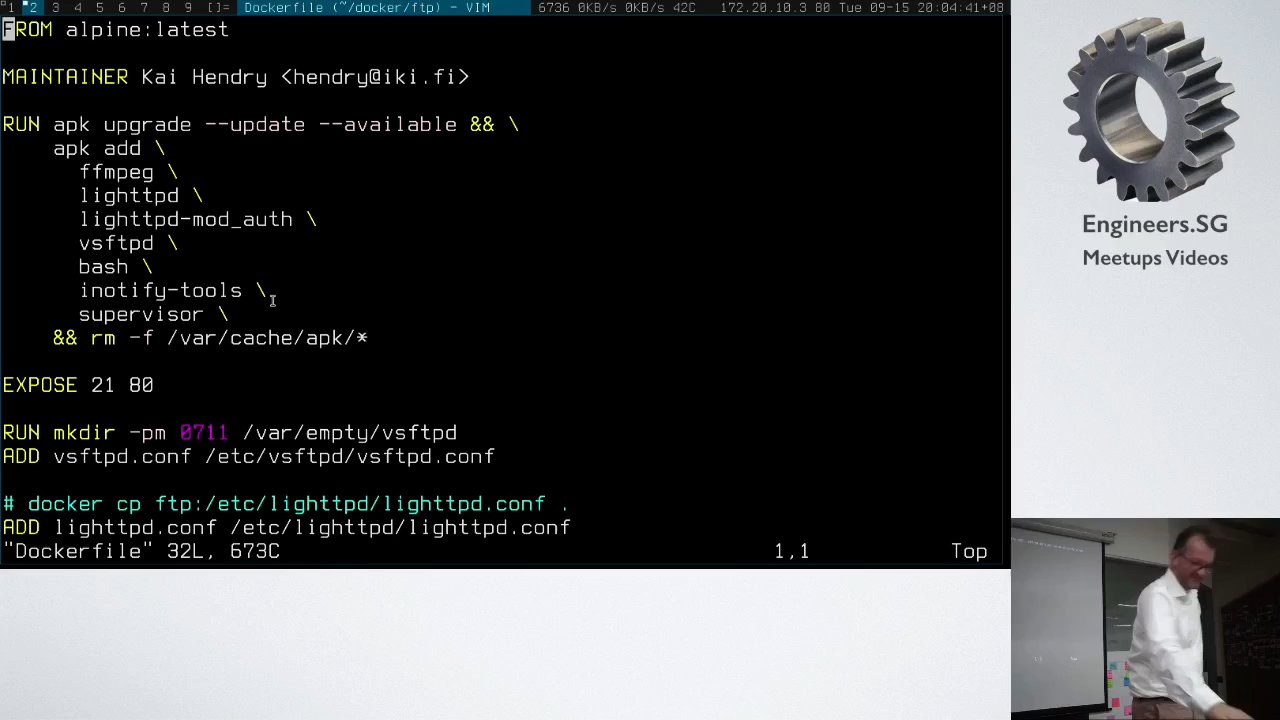 1 2 3 4 5 6 7 8 9 []= Dockerfile (~/docker/ftp) - VIM 6736 0KB/s 0KB/s 42C 172.20.10.3 80 Tue 09-15 20:04:41+08
FROM alpine:latest
MAINTAINER Kai Hendry <hendry@iki.fi>
RUN apk upgrade --update --available && \
apk add \
ffmpeg \
lighttpd \
lighttpd-mod_auth \
vsftpd \
bash \
inotify-tools \
supervisor \
&& rm -f /var/cache/apk/*
EXPOSE 21 80
RUN mkdir -pm 0711 /var/empty/vsftpd
ADD vsftpd.conf /etc/vsftpd/vsftpd.conf
# docker cp ftp:/etc/lighttpd/lighttpd.conf .
ADD lighttpd.conf /etc/lighttpd/lighttpd.conf
"Dockerfile" 32L, 673C 1,1 Top
Engineers.SG
Meetups Videos